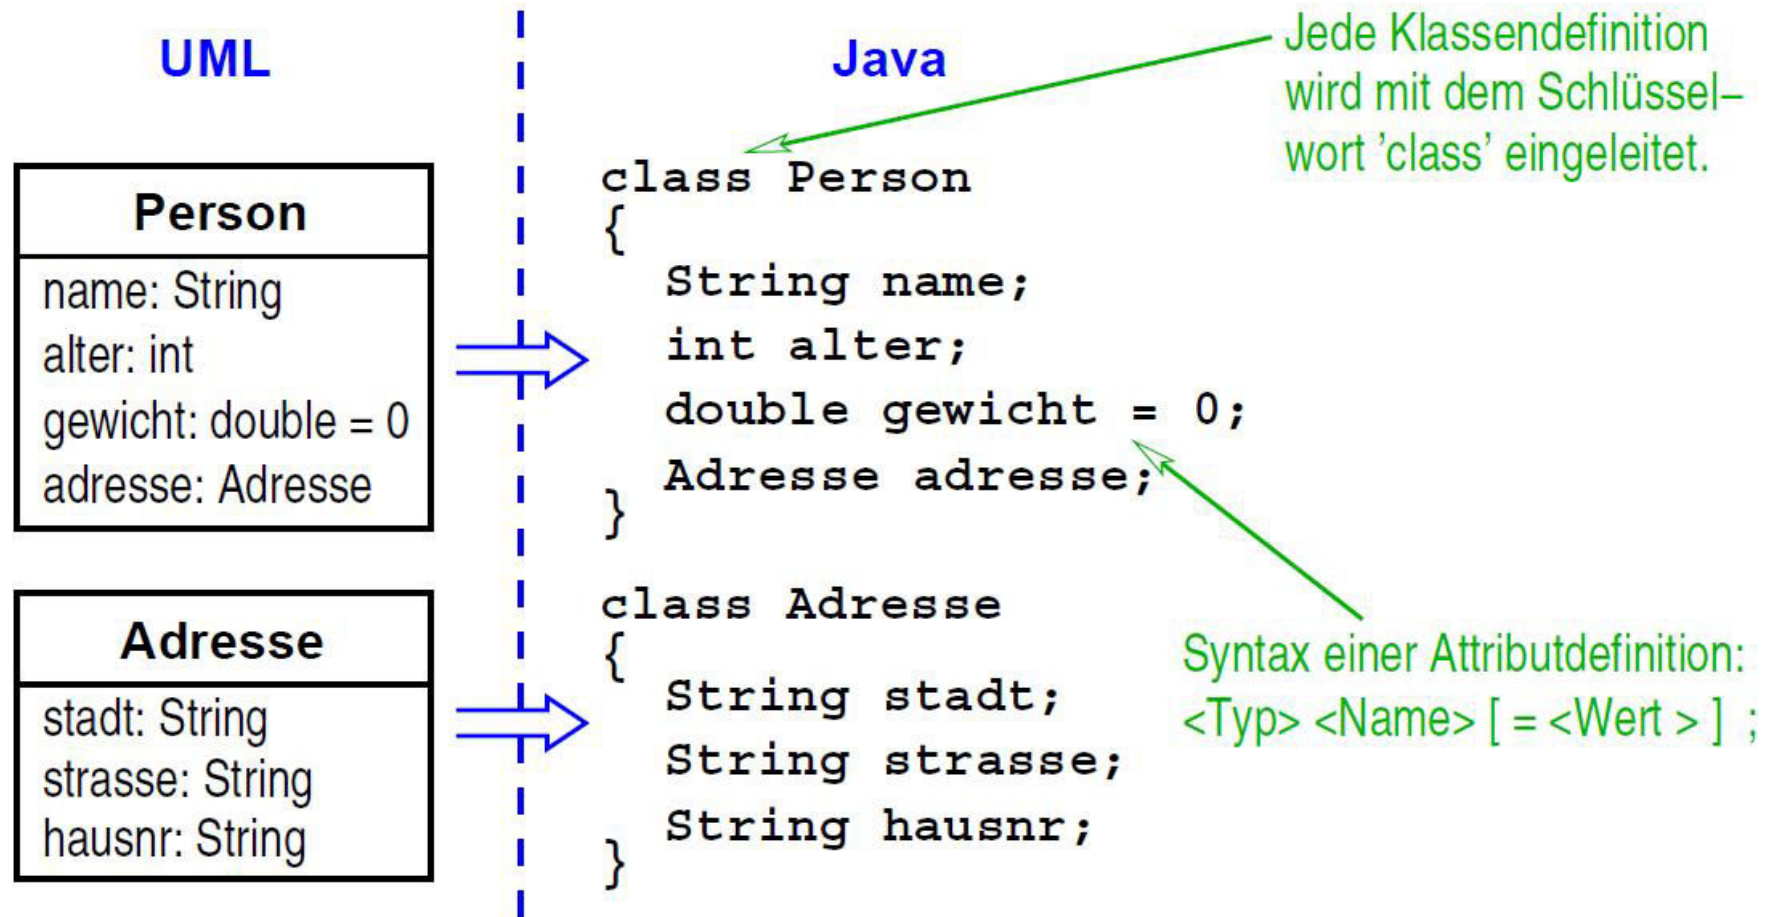 UML
Java
Jede Klassendefinition
wird mit dem Schlüssel–
wort ’class’ eingeleitet.
Person
name: String
alter: int
gewicht: double = 0
adresse: Adresse
class Person
{
String name;
int alter;
double gewicht = 0;
Adresse adresse;
}
Adresse
stadt: String
strasse: String
hausnr: String
class Adresse
{
String stadt;
String strasse;
String hausnr;
}
Syntax einer Attributdefinition:
<Typ> <Name> [ = <Wert > ] ;